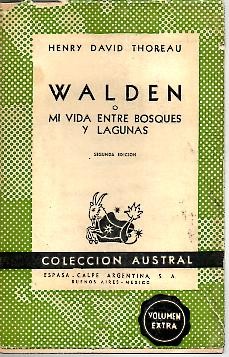 HENRY DAVID THOREAU
WALDEN
O
MI VIDA ENTRE BOSQUES
Y LAGUNAS
SEGUNDA EDICION
COLECCION AUSTRAL
ESPASA-CALPE ARGENTINA, S. A.
BUENOS AIRES-MEXICO
VOLUMEN
EXTRA